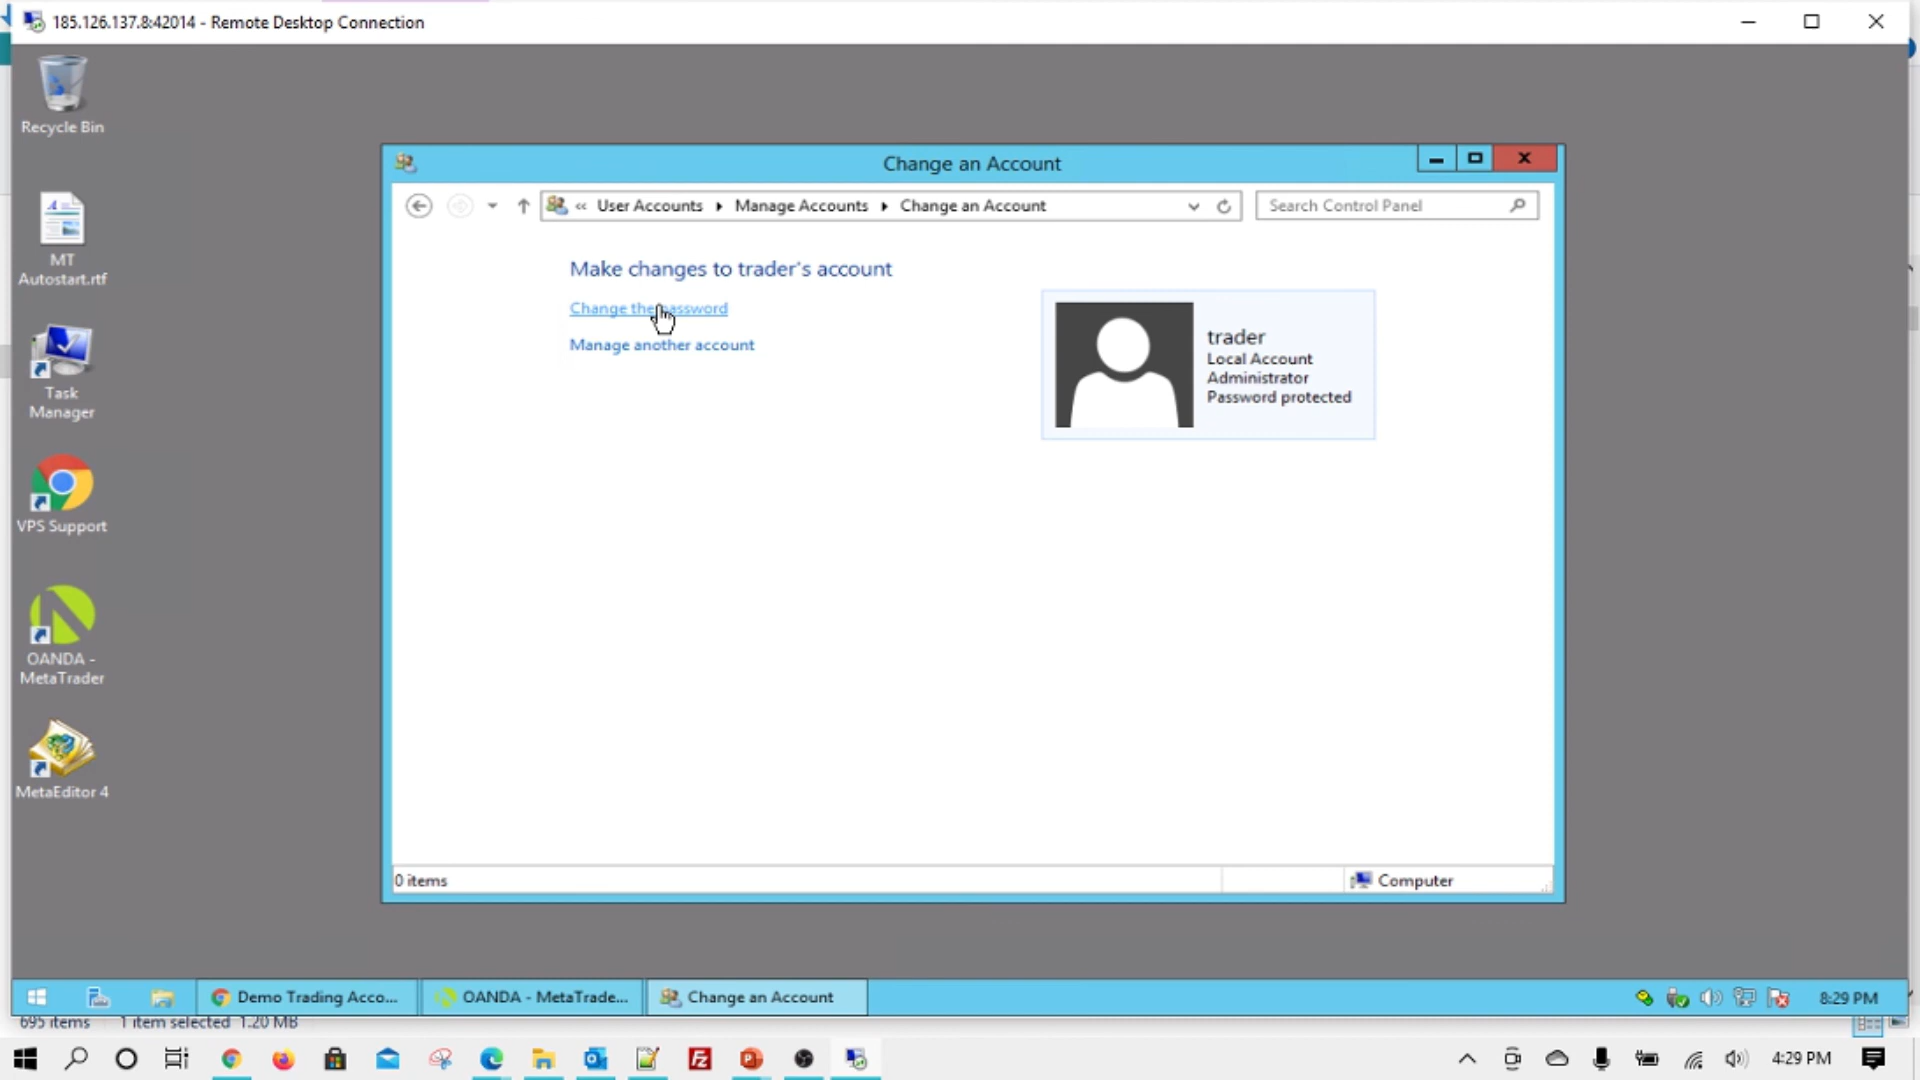 185.126.137.8:42014 - Remote Desktop Connection
Recycle Bin
MT
Autostart.rtf
Task
Manager
VPS Support
OANDA -
MetaTrader
MetaEditor 4
Change an Account
« User Accounts ▸ Manage Accounts ▸ Change an Account
Search Control Panel
Make changes to trader's account
Change the password
Manage another account
trader
Local Account
Administrator
Password protected
0 items
Computer
Demo Trading Acco...
OANDA - MetaTrade...
Change an Account
8:29 PM
695 items 1 item selected 1.20 MB
4:29 PM